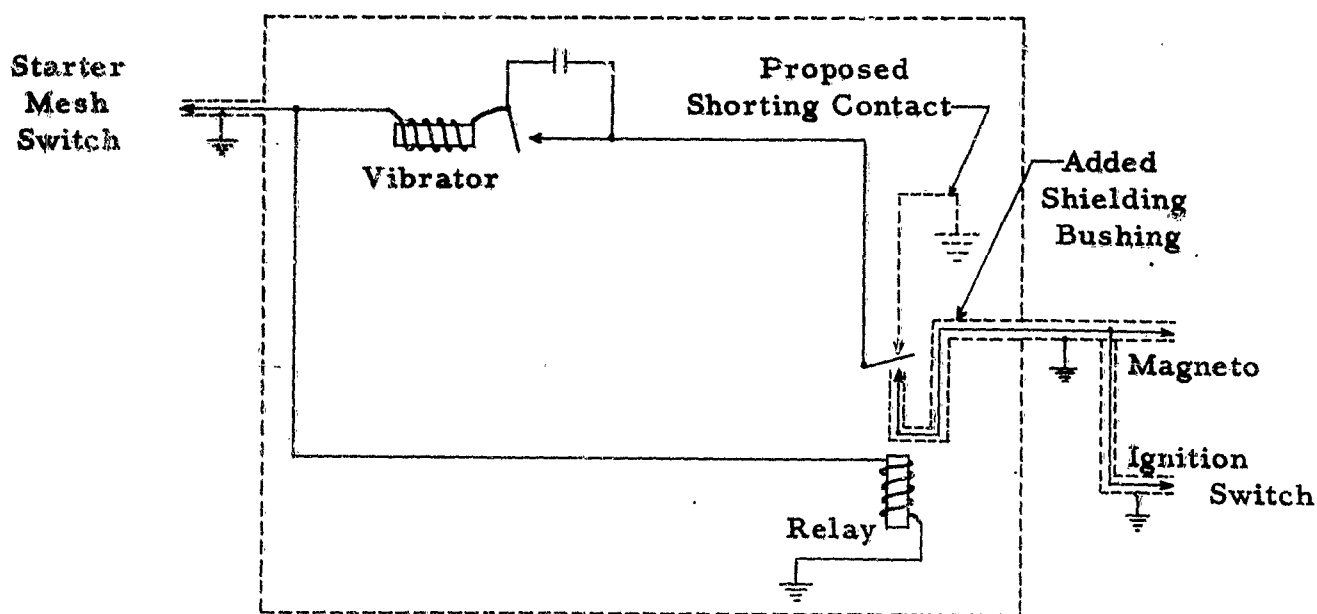 Starter
Mesh
Switch
Vibrator
Proposed
Shorting Contact
Added
Shielding
Bushing
Magneto
Ignition
Switch
Relay